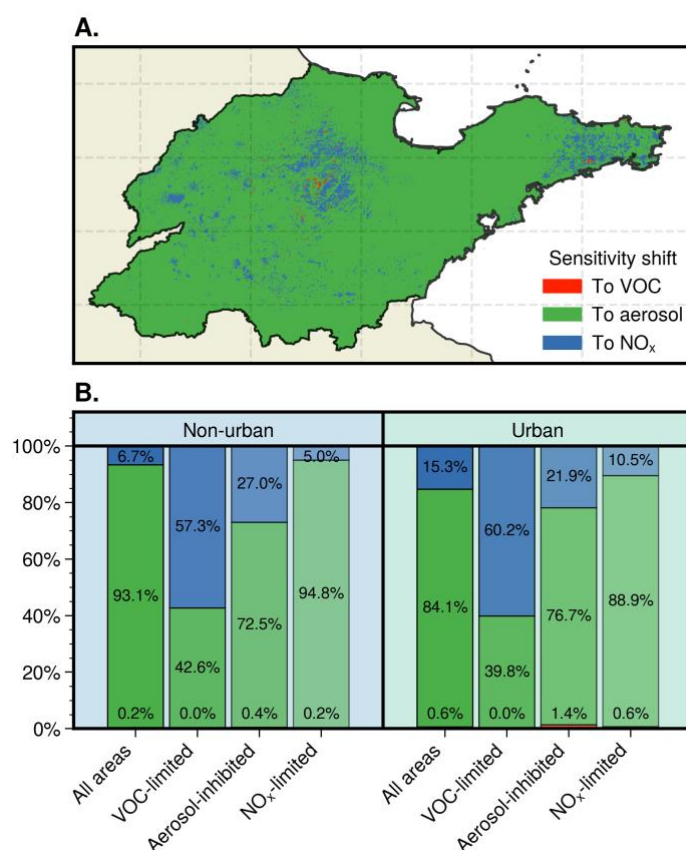 A.
Sensitivity shift
To VOC
To aerosol
To NOₓ
B.
Non-urban
Urban
100%
80%
60%
40%
20%
0%
6.7%
93.1%
0.2%
57.3%
42.6%
0.0%
27.0%
72.5%
0.4%
5.0%
94.8%
0.2%
15.3%
84.1%
0.6%
60.2%
39.8%
0.0%
21.9%
76.7%
1.4%
10.5%
88.9%
0.6%
All areas
VOC-limited
Aerosol-inhibited
NOₓ-limited
All areas
VOC-limited
Aerosol-inhibited
NOₓ-limited